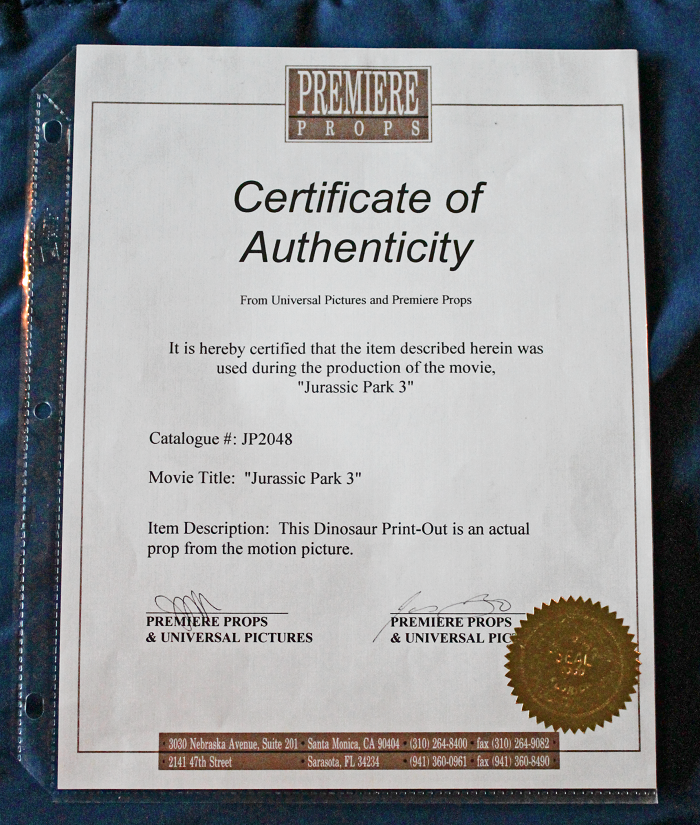 PREMIERE
PROPS
Certificate of
Authenticity
From Universal Pictures and Premiere Props
It is hereby certified that the item described herein was
used during the production of the movie,
"Jurassic Park 3"
Catalogue #: JP2048
Movie Title: "Jurassic Park 3"
Item Description: This Dinosaur Print-Out is an actual
prop from the motion picture.
PREMIERE PROPS
& UNIVERSAL PICTURES
PREMIERE PROPS
& UNIVERSAL PIC
SEAL
3030 Nebraska Avenue, Suite 201 • Santa Monica, CA 90404 • (310) 264-8400 • fax (310) 264-9082 •
• 2141 47th Street • Sarasota, FL 34234 • (941) 360-0961 • fax (941) 360-8490 •